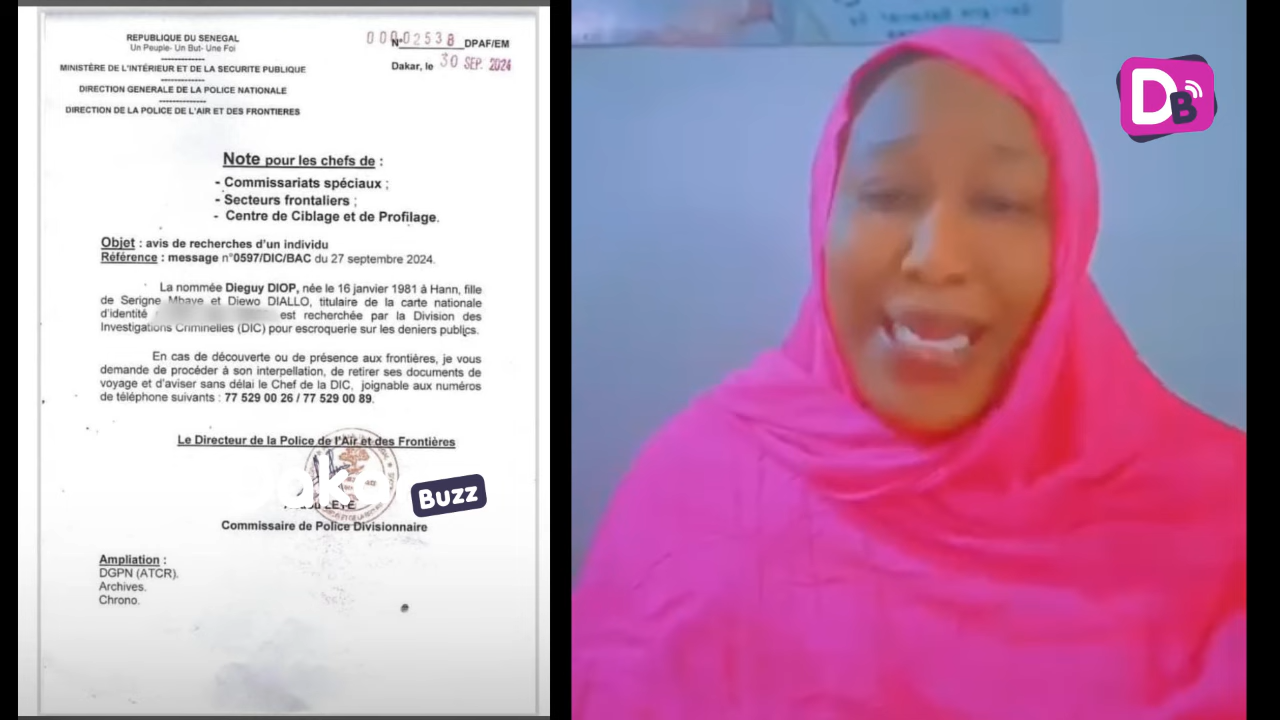 REPUBLIQUE DU SENEGAL
Un Peuple- Un But- Une Foi
MINISTÈRE DE L'INTÉRIEUR ET DE LA SECURITE PUBLIQUE
DIRECTION GENERALE DE LA POLICE NATIONALE
DIRECTION DE LA POLICE DE L'AIR ET DES FRONTIERES
N° 0002538 DPAF/EM
Dakar, le 30 SEP. 2024
Note pour les chefs de :
- Commissariats spéciaux ;
- Secteurs frontaliers ;
- Centre de Ciblage et de Profilage.
Objet : avis de recherches d'un individu
Référence : message n°0597/DIC/BAC du 27 septembre 2024.
La nommée Dieguy DIOP, née le 16 janvier 1981 à Hann, fille
de Serigne Mbaye et Diewo DIALLO, titulaire de la carte nationale
d'identité est recherchée par la Division des
Investigations Criminelles (DIC) pour escroquerie sur les deniers publics.
En cas de découverte ou de présence aux frontières, je vous
demande de procéder à son interpellation, de retirer ses documents de
voyage et d'aviser sans délai le Chef de la DIC, joignable aux numéros
de téléphone suivants : 77 529 00 26 / 77 529 00 89.
Le Directeur de la Police de l'Air et des Frontières
Buzz
Commissaire de Police Divisionnaire
Ampliation :
DGPN (ATCR).
Archives.
Chrono.
DB